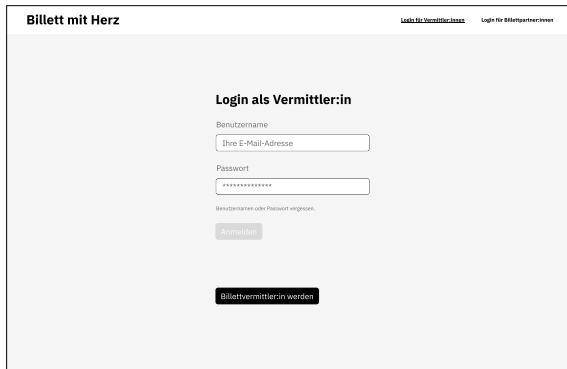 Billett mit Herz
Login für Vermittler:innen
Login für Billettpartner:innen
Login als Vermittler:in
Benutzername
Ihre E-Mail-Adresse
Passwort
**************
Benutzernamen oder Passwort vergessen.
Anmelden
Billettvermittler:in werden